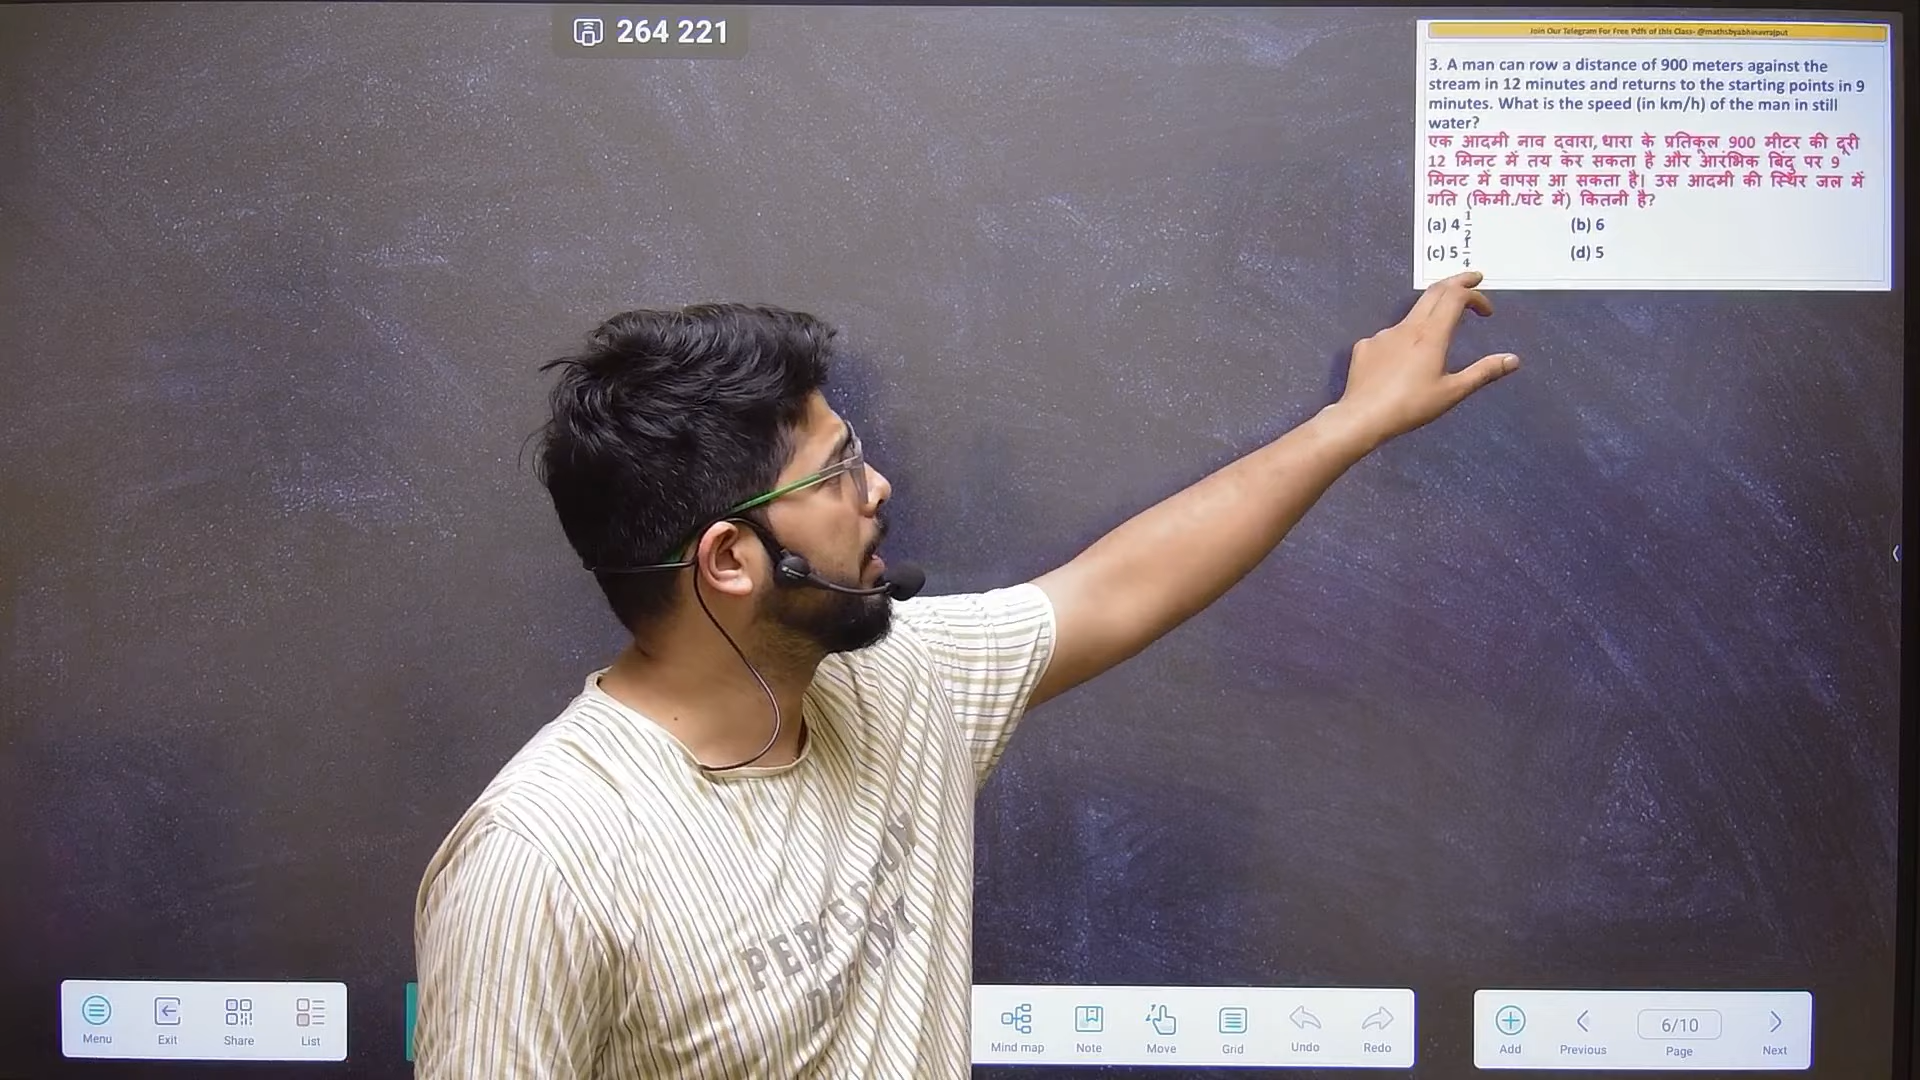 264 221
Join Our Telegram For Free Pdfs of this Class- @mathsbyabhinavrajput
3. A man can row a distance of 900 meters against the
stream in 12 minutes and returns to the starting points in 9
minutes. What is the speed (in km/h) of the man in still
water?
एक आदमी नाव द्वारा, धारा के प्रतिकूल 900 मीटर की दूरी
12 मिनट में तय कर सकता है और आरंभिक बिंदु पर 9
मिनट में वापस आ सकता है। उस आदमी की स्थिर जल में
गति (किमी./घंटे में) कितनी है?
(a) 4 1/2 (b) 6
(c) 5 1/4 (d) 5
PERFECTION
Menu Exit Share List
Mind map Note Move Grid Undo Redo
6/10
Add Previous Page Next